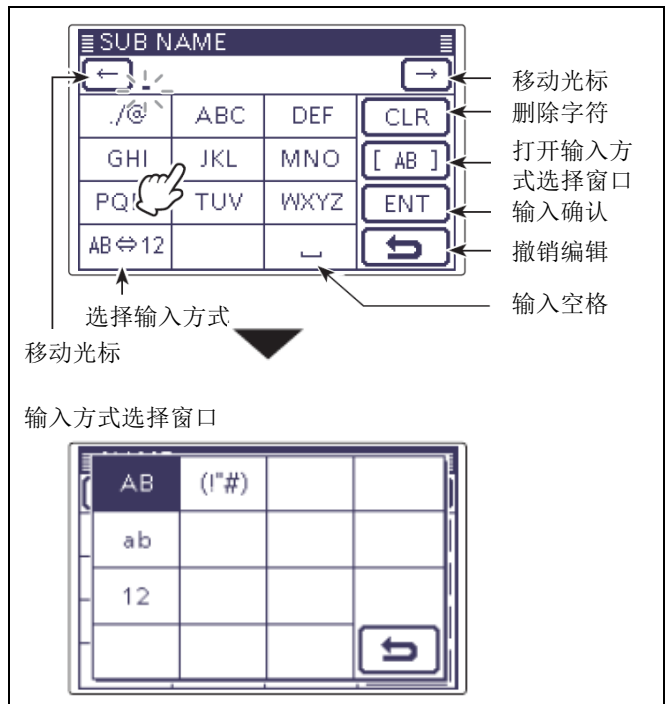 SUB NAME
← →
./@ ABC DEF CLR
GHI JKL MNO [ AB ]
TUV WXYZ ENT
AB⇔12 ⎵
移动光标
删除字符
打开输入方
式选择窗口
输入确认
撤销编辑
输入空格
选择输入方式
移动光标
输入方式选择窗口
AB (!"#)
ab
12